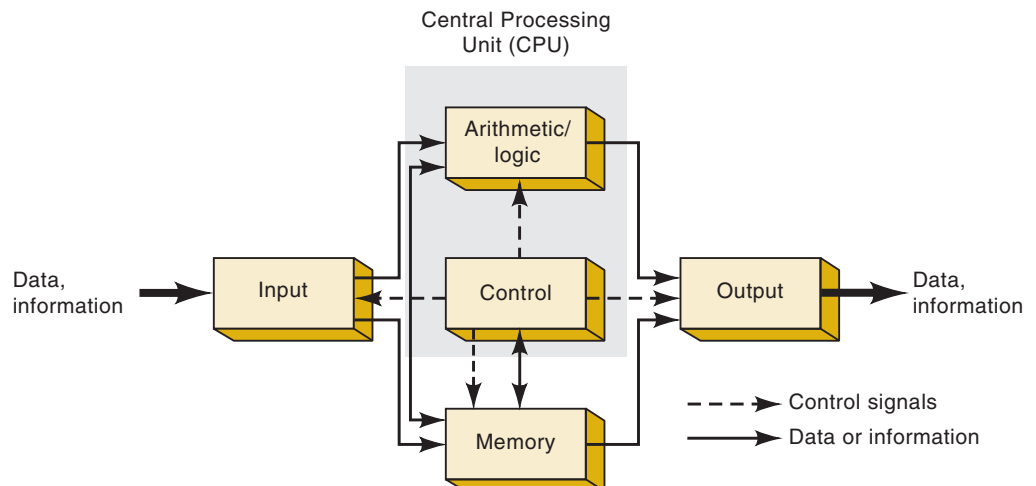 Central Processing
Unit (CPU)
Arithmetic/
logic
Data,
information
Input
Control
Output
Data,
information
Memory
Control signals
Data or information